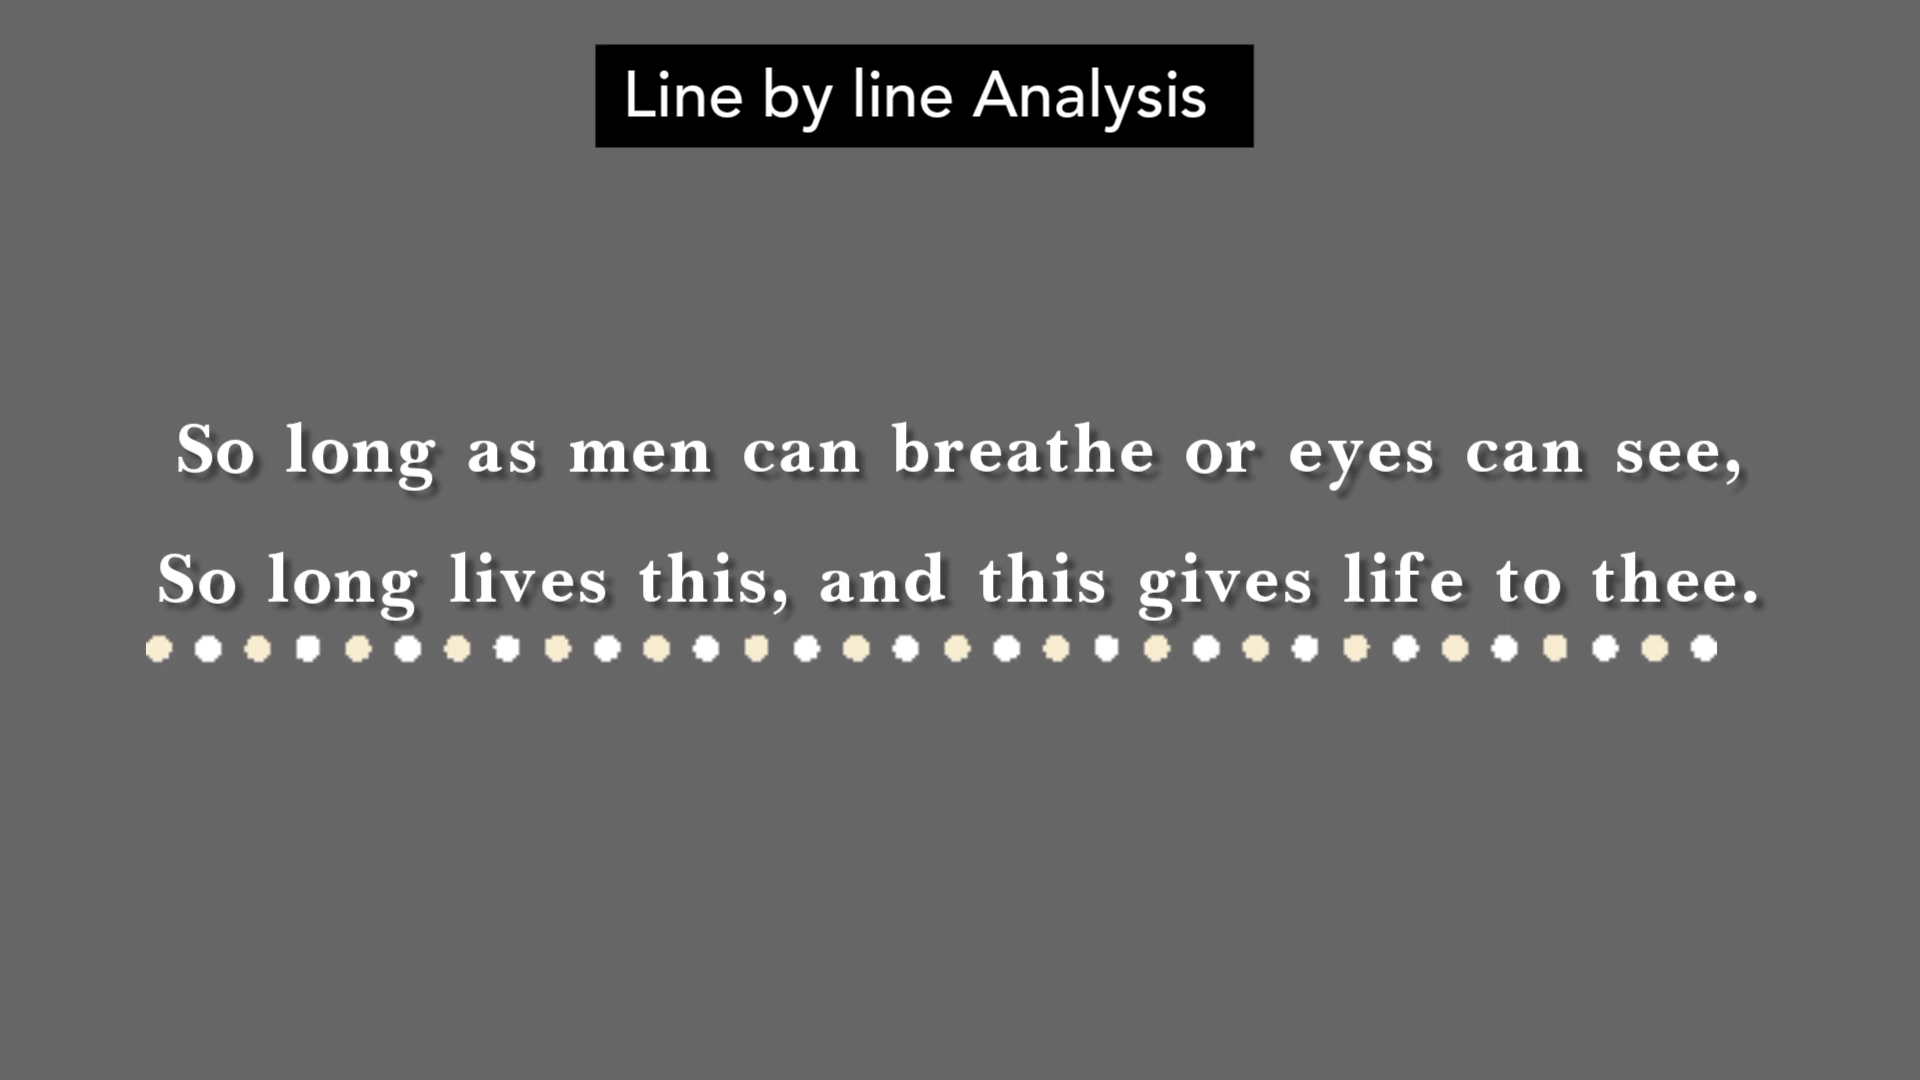 Line by line Analysis
So long as men can breathe or eyes can see,
So long lives this, and this gives life to thee.